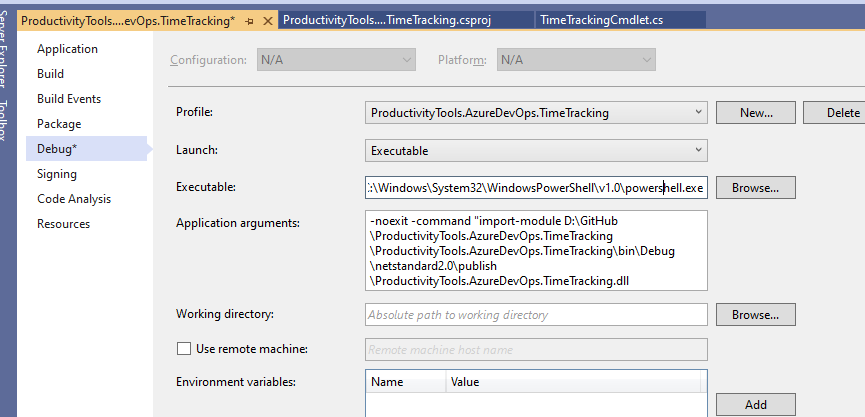 ProductivityTools....evOps.TimeTracking* ProductivityTools....TimeTracking.csproj TimeTrackingCmdlet.cs
Server Explorer
Toolbox
Application
Build
Build Events
Package
Debug*
Signing
Code Analysis
Resources
Configuration: N/A Platform: N/A
Profile: ProductivityTools.AzureDevOps.TimeTracking New... Delete
Launch: Executable
Executable: :\Windows\System32\WindowsPowerShell\v1.0\powershell.exe Browse...
Application arguments: -noexit -command "import-module D:\GitHub
\ProductivityTools.AzureDevOps.TimeTracking
\ProductivityTools.AzureDevOps.TimeTracking\bin\Debug
\netstandard2.0\publish
\ProductivityTools.AzureDevOps.TimeTracking.dll
Working directory: Absolute path to working directory Browse...
Use remote machine: Remote machine host name
Environment variables: Name Value
Add